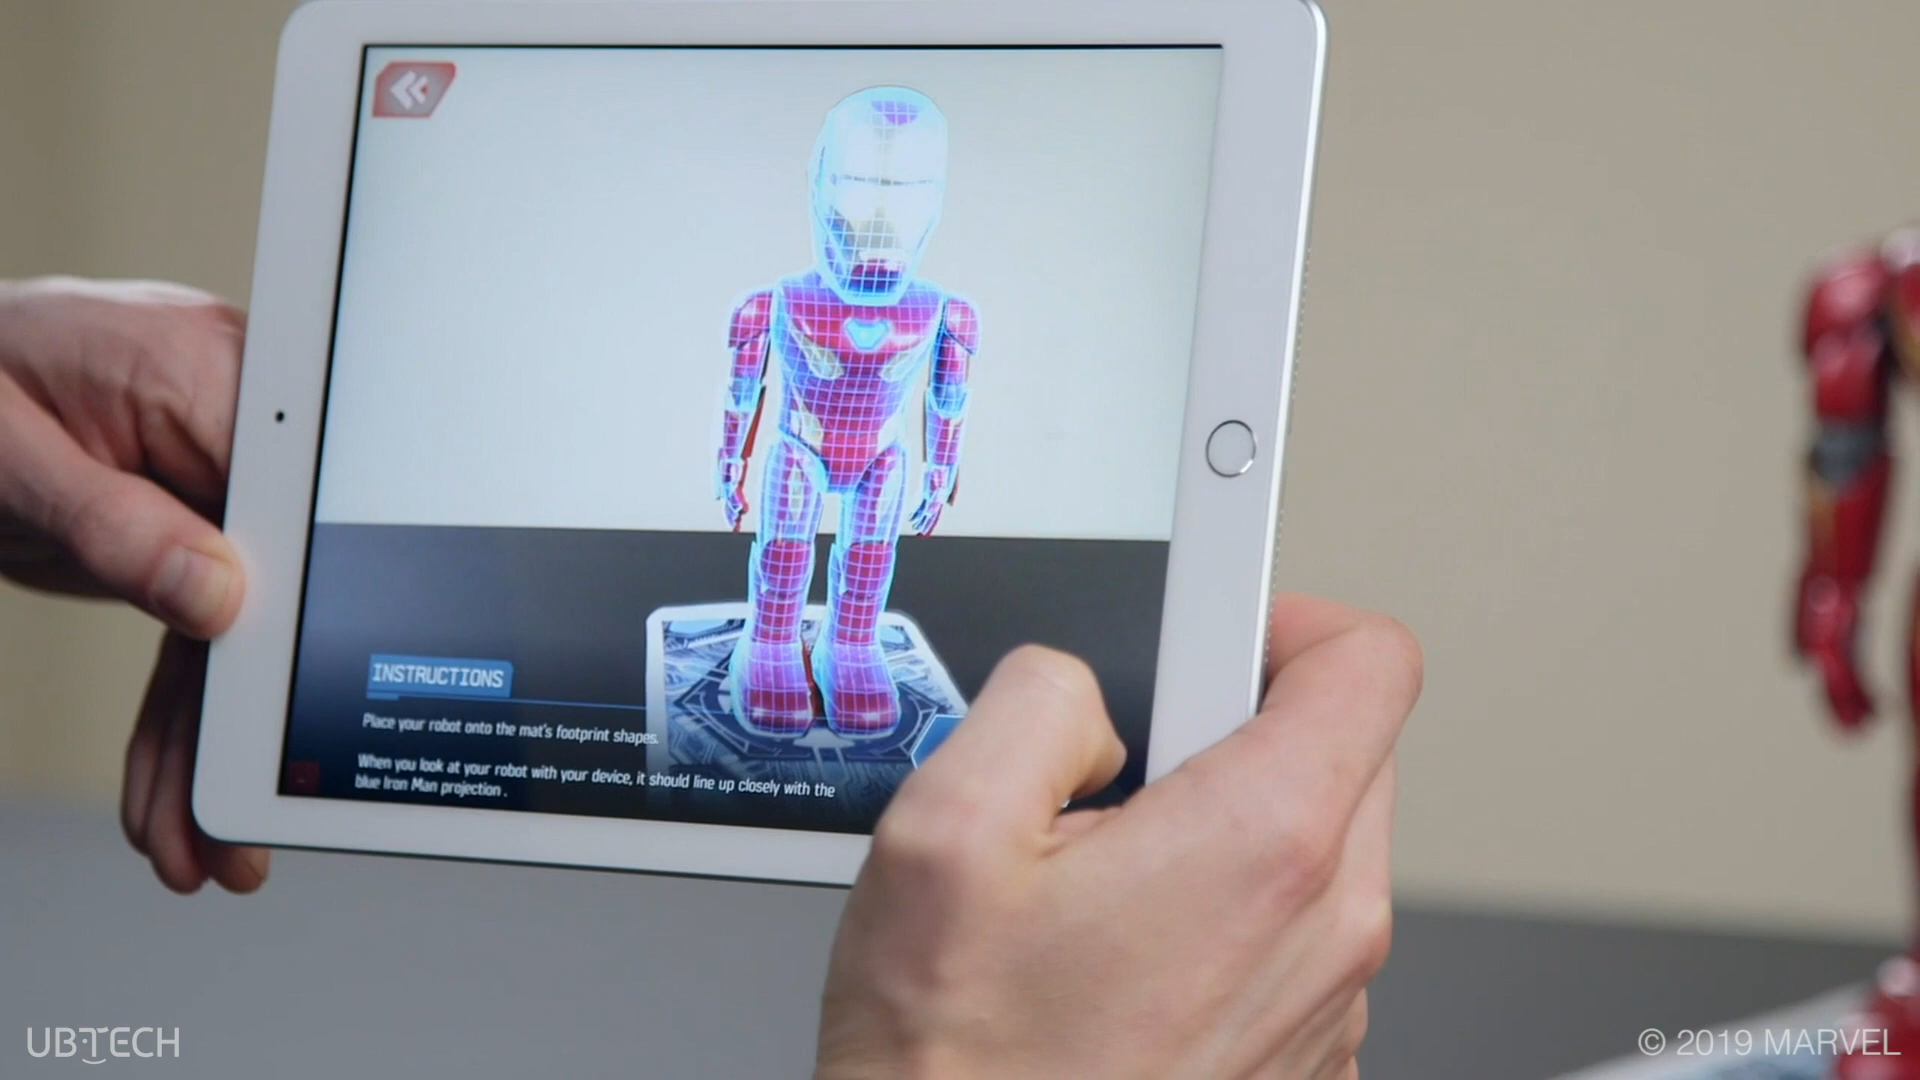 INSTRUCTIONS
Place your robot onto the mat's footprint shapes.
When you look at your robot with your device, it should line up closely with the
blue Iron Man projection .
UBTECH
© 2019 MARVEL